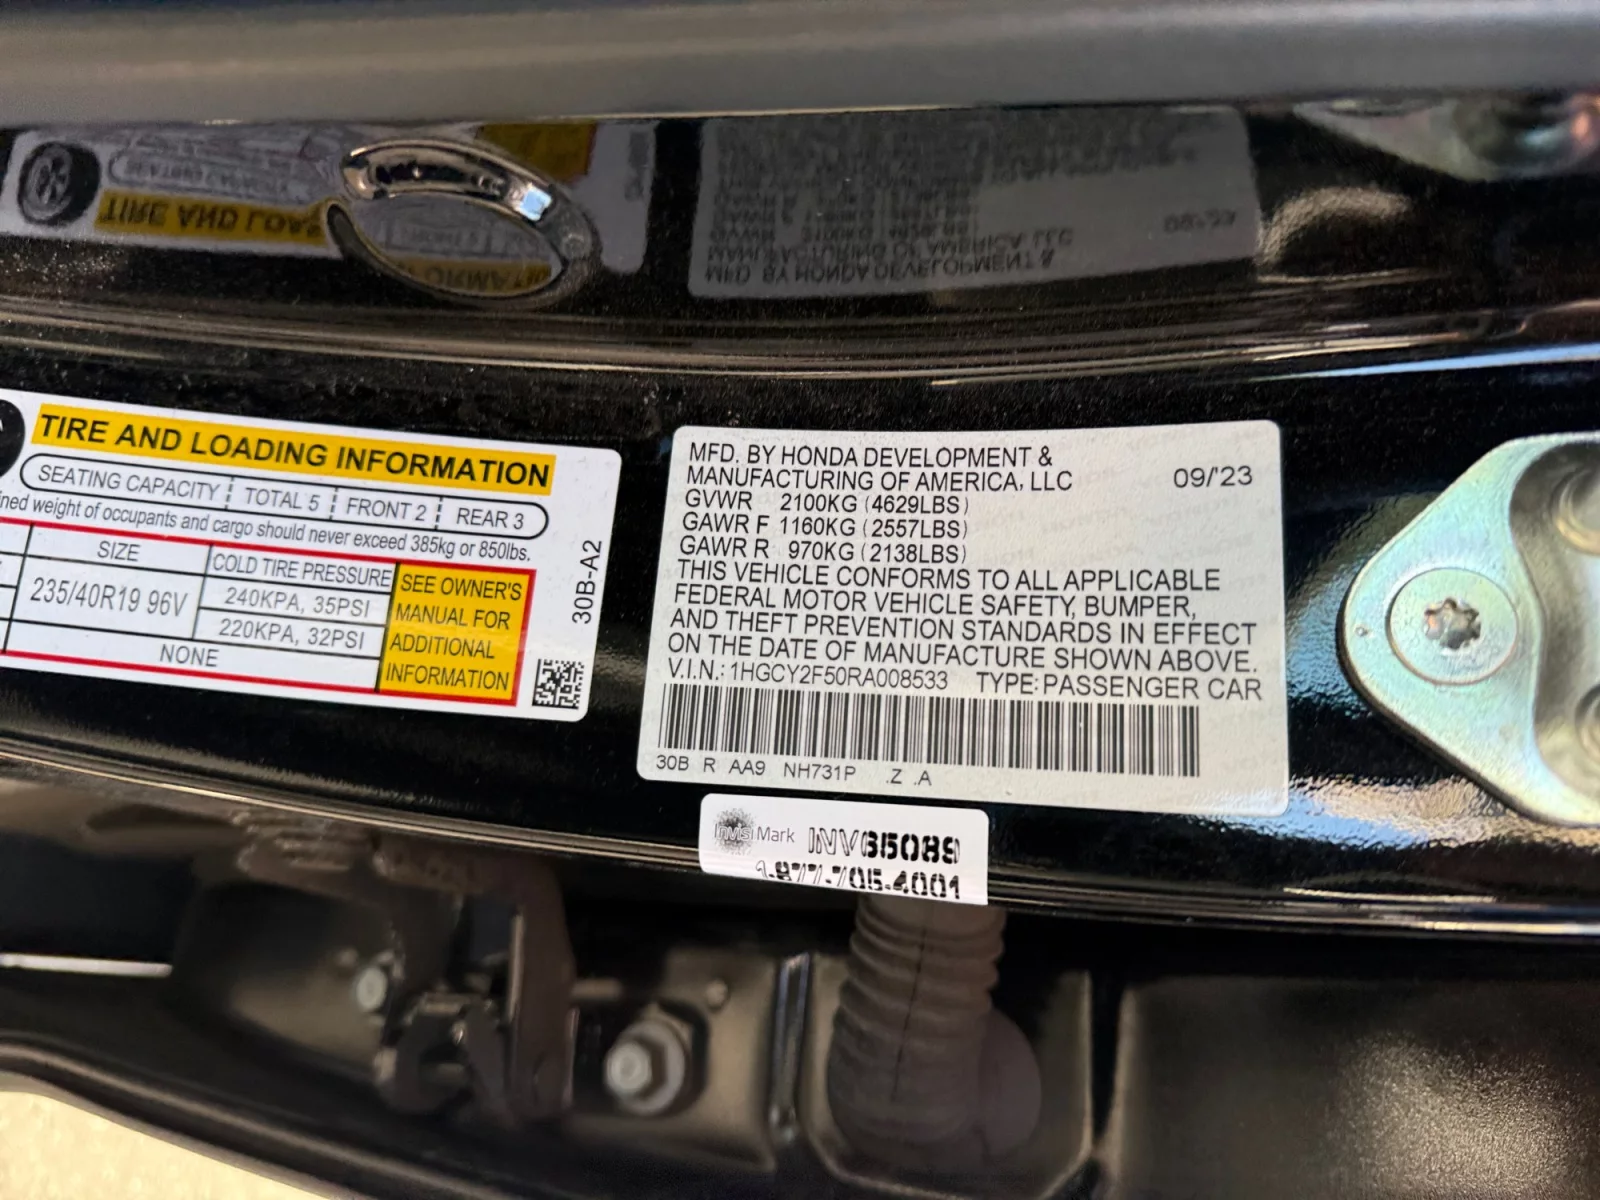 TIRE AND LOADING INFORMATION
SEATING CAPACITY TOTAL 5 FRONT 2 REAR 3
weight of occupants and cargo should never exceed 385kg or 850lbs.
SIZE COLD TIRE PRESSURE
235/40R19 96V 240KPA, 35PSI
220KPA, 32PSI
NONE
SEE OWNER'S
MANUAL FOR
ADDITIONAL
INFORMATION
30B-A2
MFD. BY HONDA DEVELOPMENT &
MANUFACTURING OF AMERICA, LLC 09/'23
GVWR 2100KG (4629LBS)
GAWR F 1160KG (2557LBS)
GAWR R 970KG (2138LBS)
THIS VEHICLE CONFORMS TO ALL APPLICABLE
FEDERAL MOTOR VEHICLE SAFETY, BUMPER,
AND THEFT PREVENTION STANDARDS IN EFFECT
ON THE DATE OF MANUFACTURE SHOWN ABOVE.
V.I.N.: 1HGCY2F50RA008533 TYPE: PASSENGER CAR
30B R AA9 NH731P .Z .A
InvisiMark INV65089
1-877-705-4001